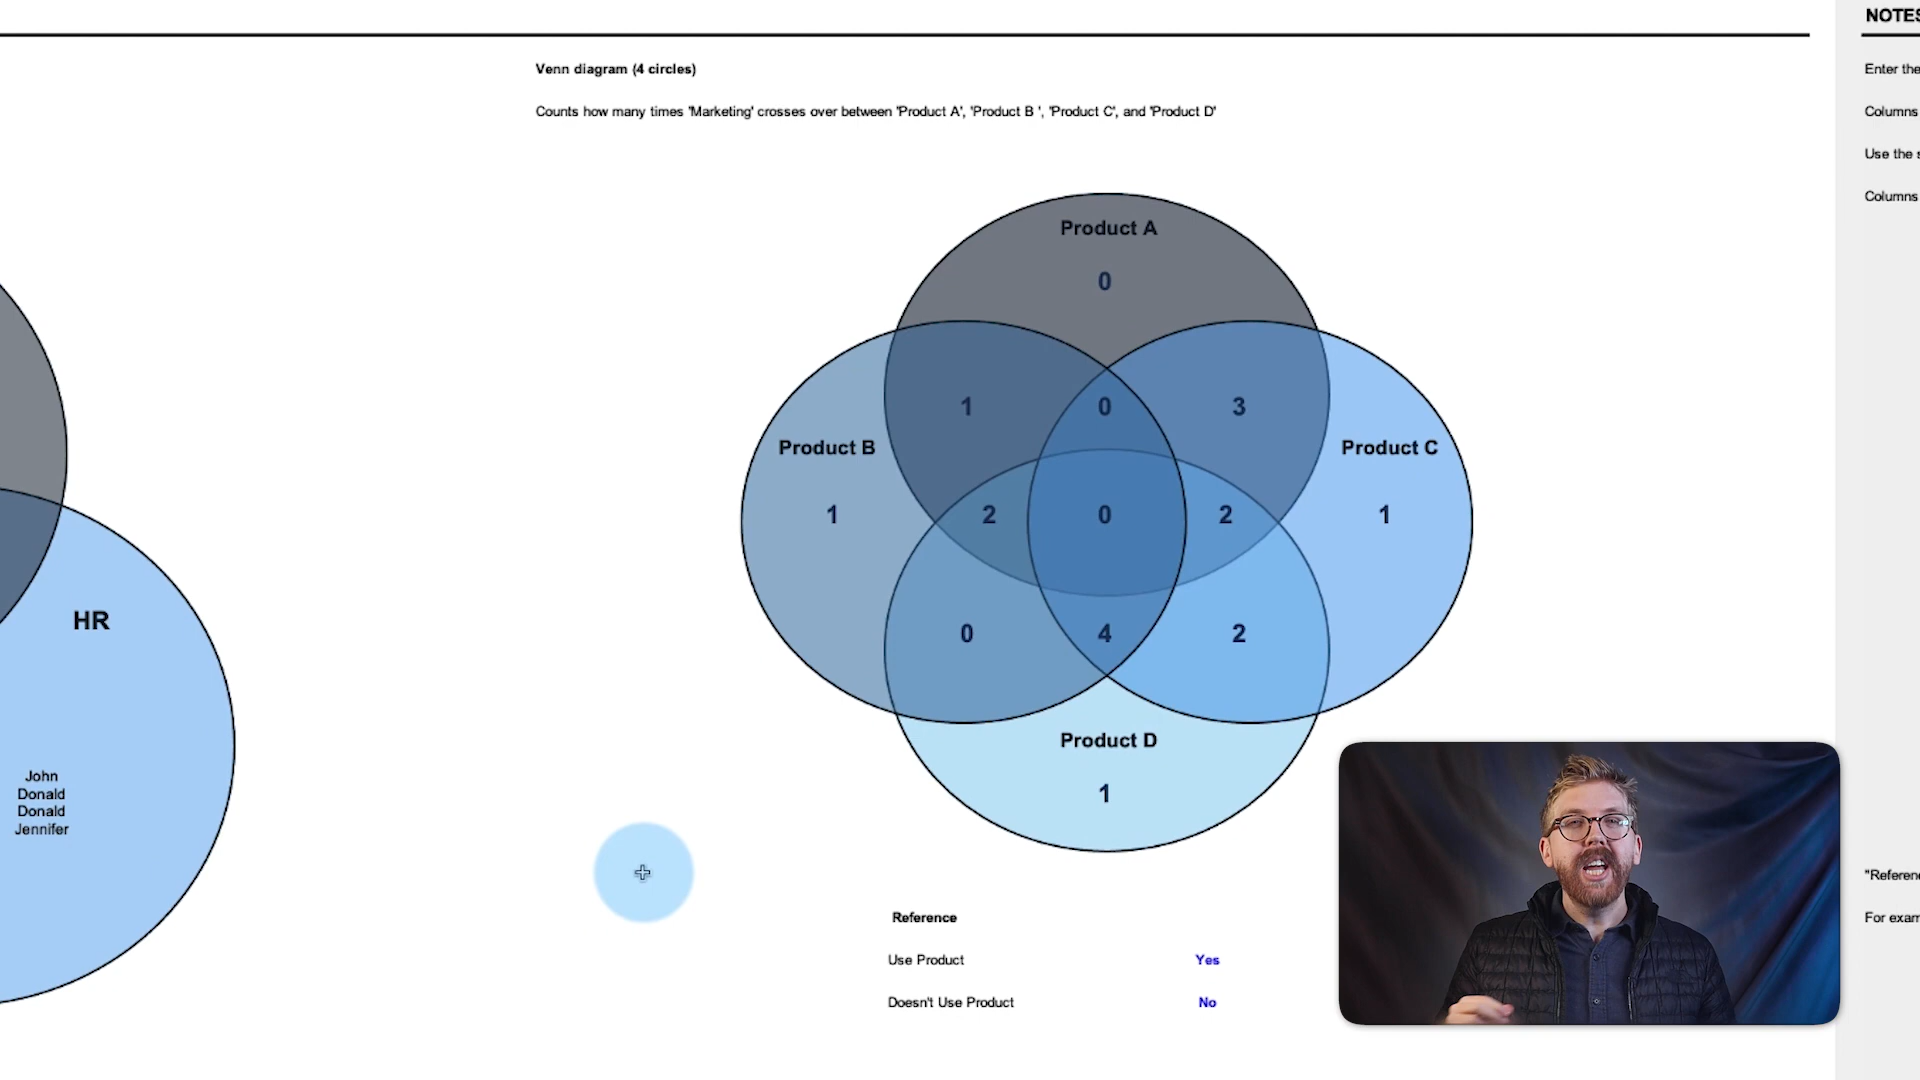 NOTES
Venn diagram (4 circles)
Enter the
Counts how many times 'Marketing' crosses over between 'Product A', 'Product B ', 'Product C', and 'Product D'
Columns
Use the
Columns
Product A
0
1
0
3
Product B
Product C
1
2
0
2
1
HR
0
4
2
Product D
John
1
Donald
Donald
Jennifer
Reference
For exam
Use Product
Yes
Doesn't Use Product
No